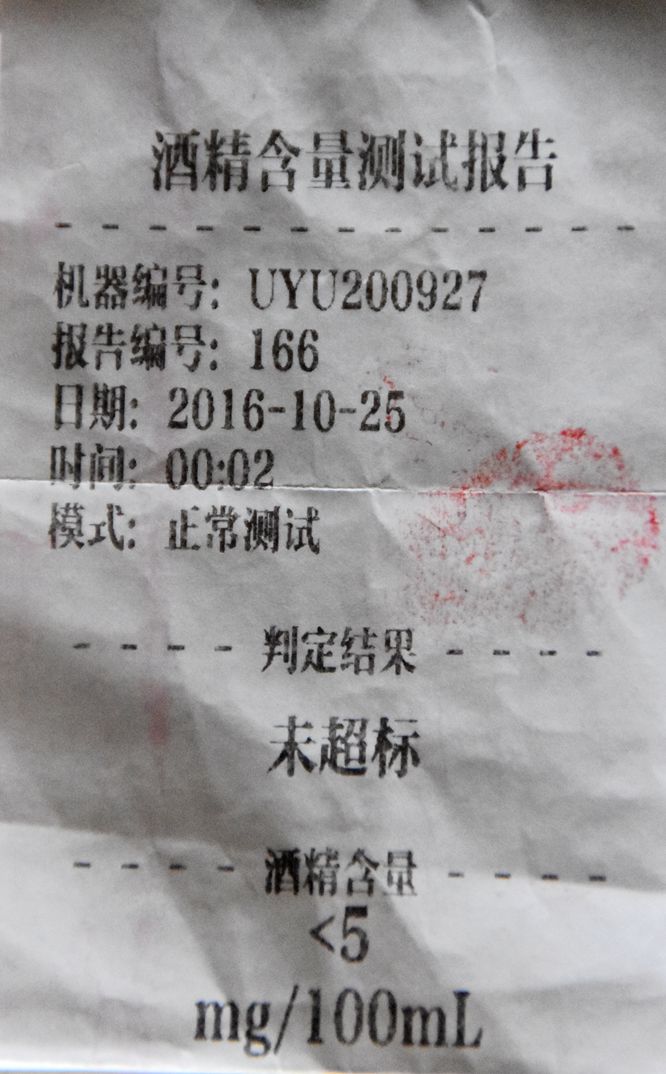 酒精含量测试报告
--------------
机器编号: UYU200927
报告编号: 166
日期: 2016-10-25
时间: 00:02
模式: 正常测试
---- 判定结果 ----
未超标
---- 酒精含量 ----
<5
mg/100mL